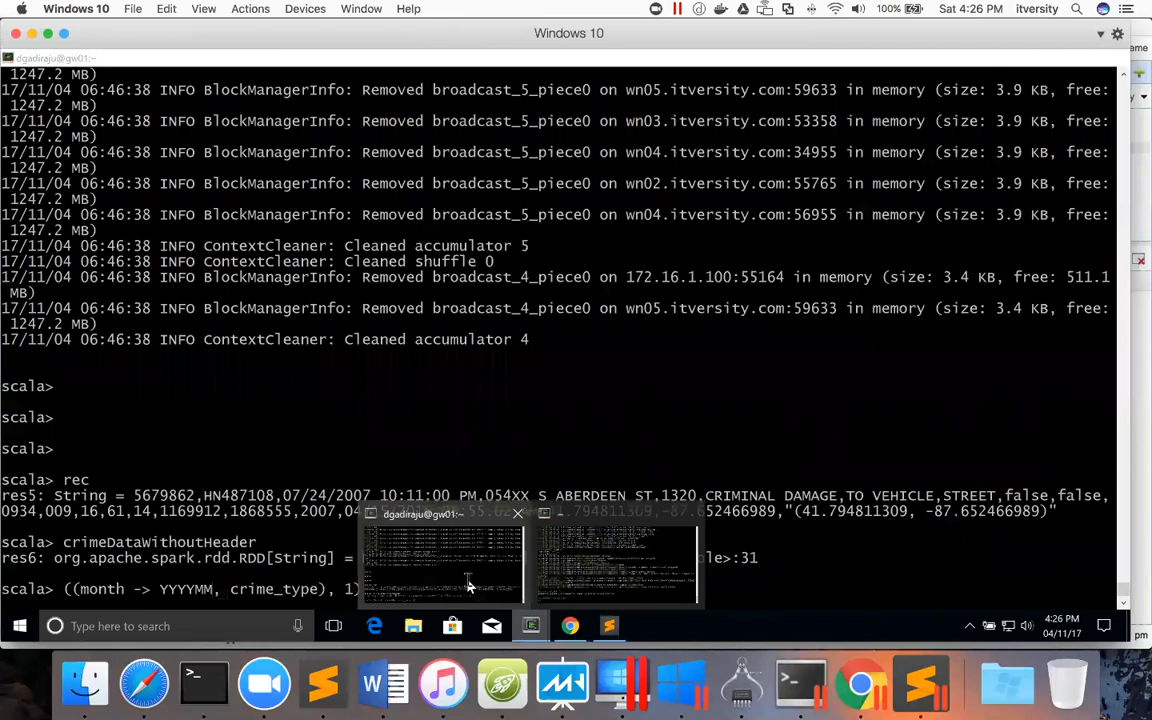 Windows 10 File Edit View Actions Devices Window Help 100% Sat 4:26 PM itversity
Windows 10
dgadiraju@gw01:~
1247.2 MB)
17/11/04 06:46:38 INFO BlockManagerInfo: Removed broadcast_5_piece0 on wn05.itversity.com:59633 in memory (size: 3.9 KB, free:
1247.2 MB)
17/11/04 06:46:38 INFO BlockManagerInfo: Removed broadcast_5_piece0 on wn03.itversity.com:53358 in memory (size: 3.9 KB, free:
1247.2 MB)
17/11/04 06:46:38 INFO BlockManagerInfo: Removed broadcast_5_piece0 on wn04.itversity.com:34955 in memory (size: 3.9 KB, free:
1247.2 MB)
17/11/04 06:46:38 INFO BlockManagerInfo: Removed broadcast_5_piece0 on wn02.itversity.com:55765 in memory (size: 3.9 KB, free:
1247.2 MB)
17/11/04 06:46:38 INFO BlockManagerInfo: Removed broadcast_5_piece0 on wn04.itversity.com:56955 in memory (size: 3.9 KB, free:
1247.2 MB)
17/11/04 06:46:38 INFO ContextCleaner: Cleaned accumulator 5
17/11/04 06:46:38 INFO ContextCleaner: Cleaned shuffle 0
17/11/04 06:46:38 INFO BlockManagerInfo: Removed broadcast_4_piece0 on 172.16.1.100:55164 in memory (size: 3.4 KB, free: 511.1
MB)
17/11/04 06:46:38 INFO BlockManagerInfo: Removed broadcast_4_piece0 on wn05.itversity.com:59633 in memory (size: 3.4 KB, free:
1247.2 MB)
17/11/04 06:46:38 INFO ContextCleaner: Cleaned accumulator 4
scala>
scala>
scala>
scala> rec
res5: String = 5679862,HN487108,07/24/2007 10:11:00 PM,054XX S ABERDEEN ST,1320,CRIMINAL DAMAGE,TO VEHICLE,STREET,false,false,
0934,009,16,61,14,1169912,1868555,2007,04 -87.652466989,"(41.794811309, -87.652466989)"
scala> crimeDataWithoutHeader
res6: org.apache.spark.rdd.RDD[String] = :31
scala> ((month -> YYYYMM, crime_type), 1)
dgadiraju@gw01:~
Type here to search
4:26 PM
04/11/17